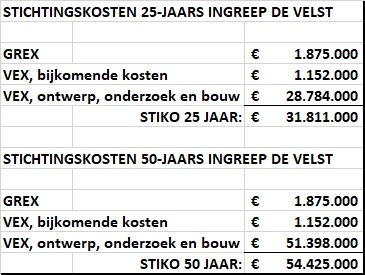 STICHTINGSKOSTEN 25-JAARS INGREEP DE VELST
GREX € 1.875.000
VEX, bijkomende kosten € 1.152.000
VEX, ontwerp, onderzoek en bouw € 28.784.000
STIKO 25 JAAR: € 31.811.000
STICHTINGSKOSTEN 50-JAARS INGREEP DE VELST
GREX € 1.875.000
VEX, bijkomende kosten € 1.152.000
VEX, ontwerp, onderzoek en bouw € 51.398.000
STIKO 50 JAAR: € 54.425.000